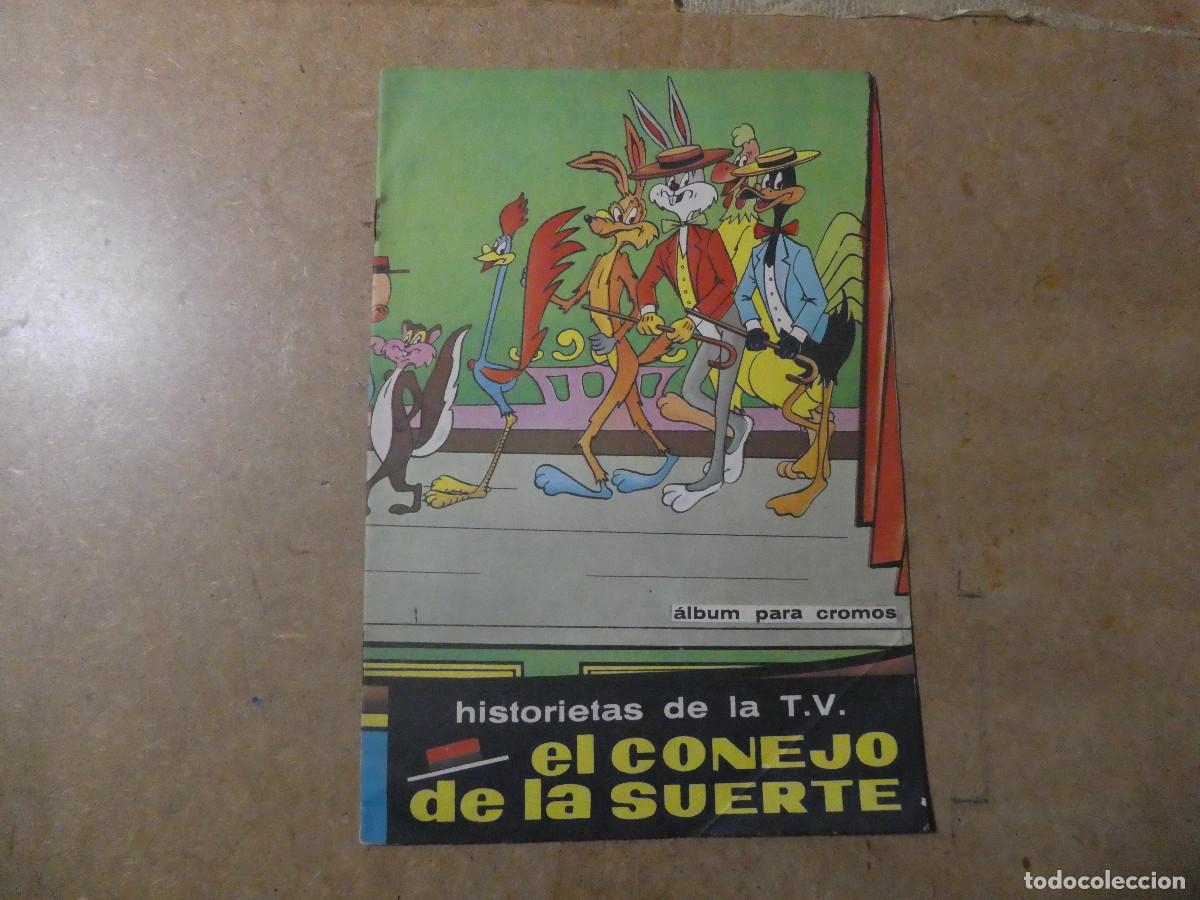 álbum para cromos
historietas de la T.V.
el CONEJO
de la SUERTE
todocoleccion